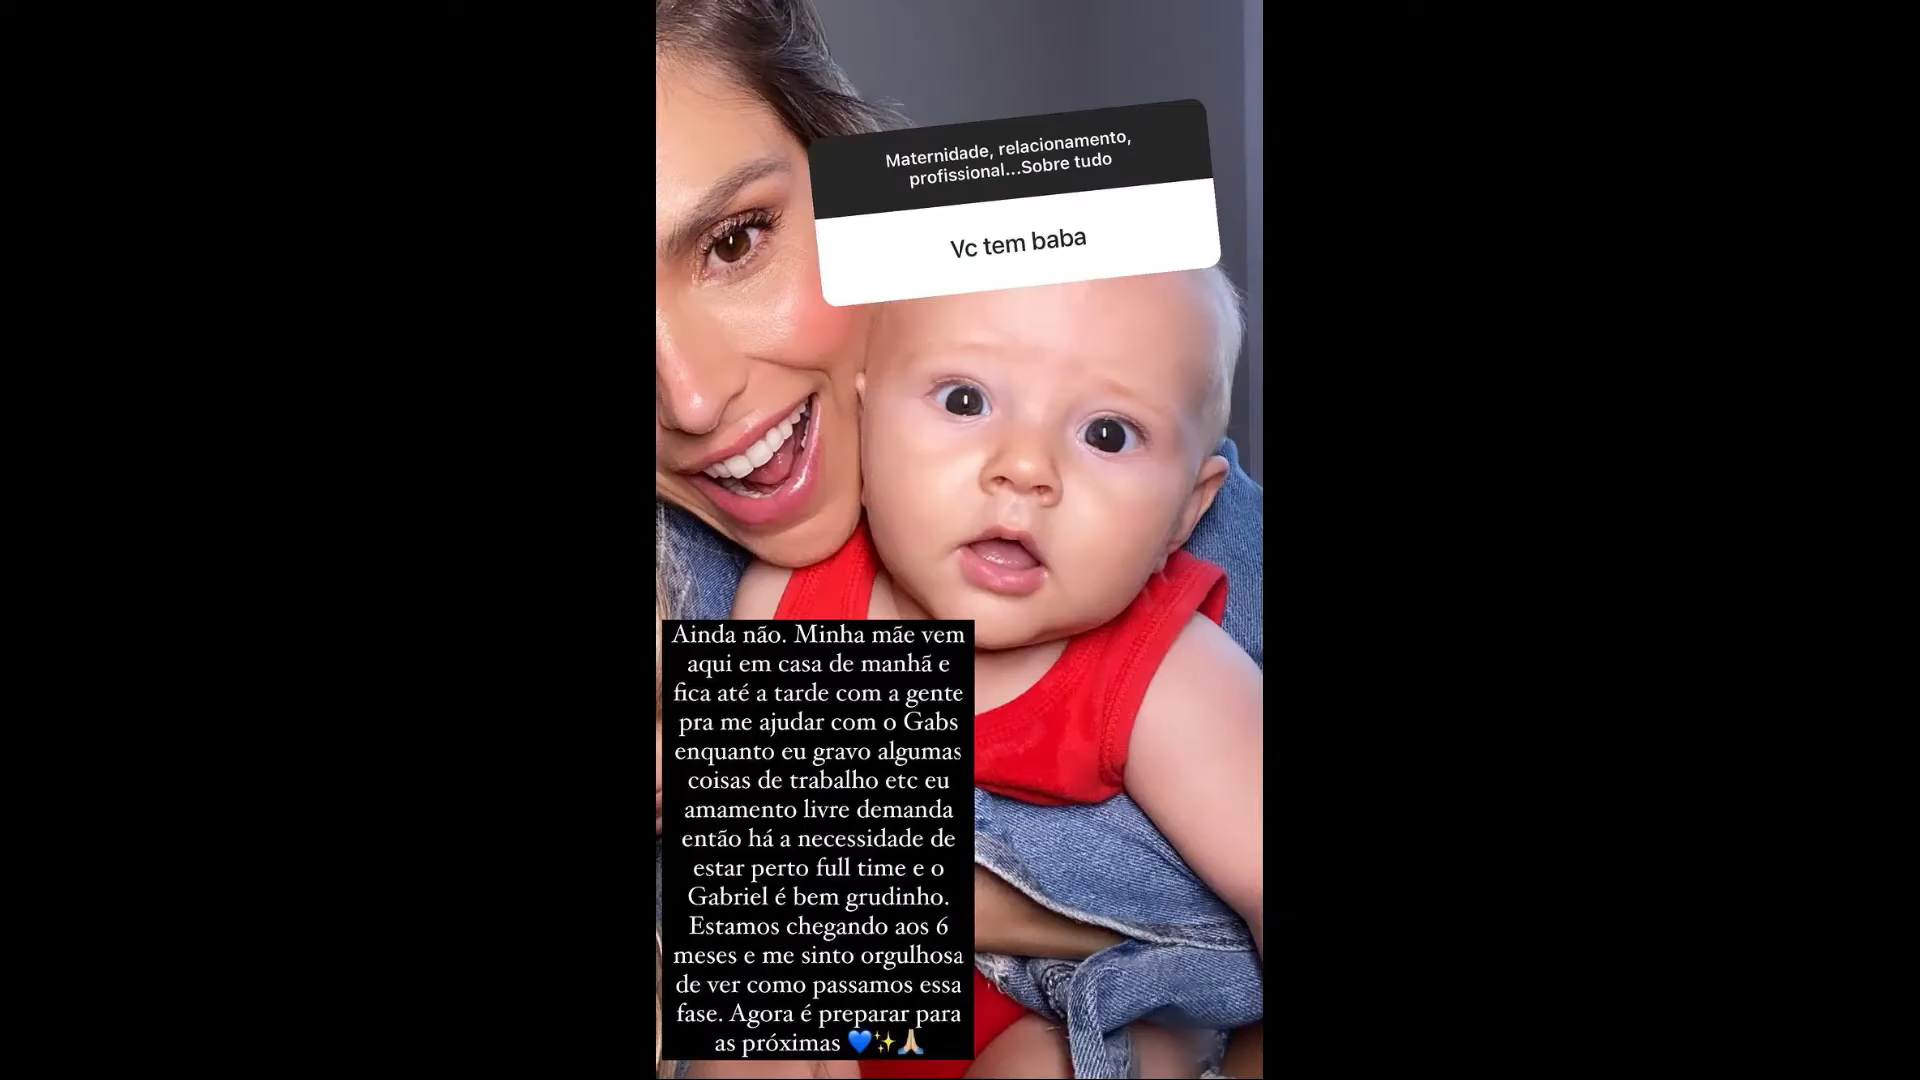 Maternidade, relacionamento,
profissional...Sobre tudo
Vc tem baba
Ainda não. Minha mãe vem
aqui em casa de manhã e
fica até a tarde com a gente
pra me ajudar com o Gabs
enquanto eu gravo algumas
coisas de trabalho etc eu
amamento livre demanda
então há a necessidade de
estar perto full time e o
Gabriel é bem grudinho.
Estamos chegando aos 6
meses e me sinto orgulhosa
de ver como passamos essa
fase. Agora é preparar para
as próximas 💙✨🙏🏼